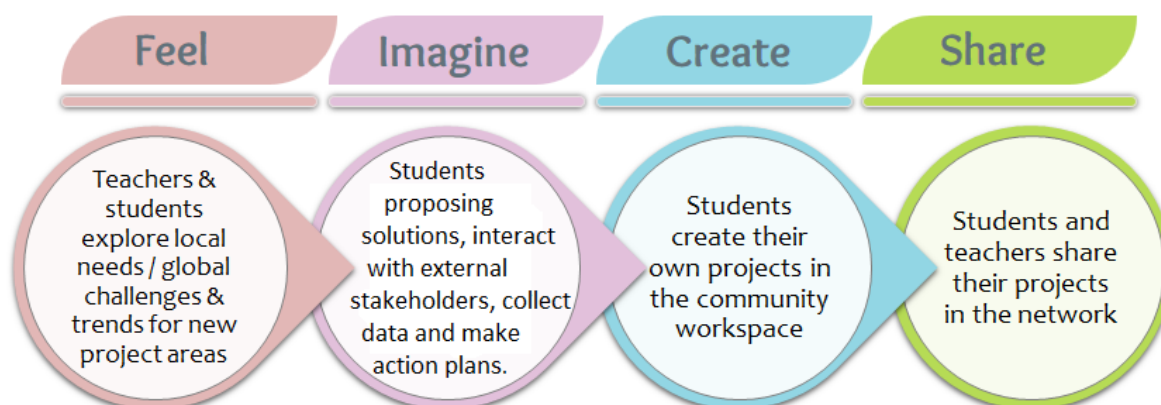 Feel
Imagine
Create
Share
Teachers &
students
explore local
needs / global
challenges &
trends for new
project areas
Students
proposing
solutions, interact
with external
stakeholders, collect
data and make
action plans.
Students
create their
own projects in
the community
workspace
Students and
teachers share
their projects
in the network